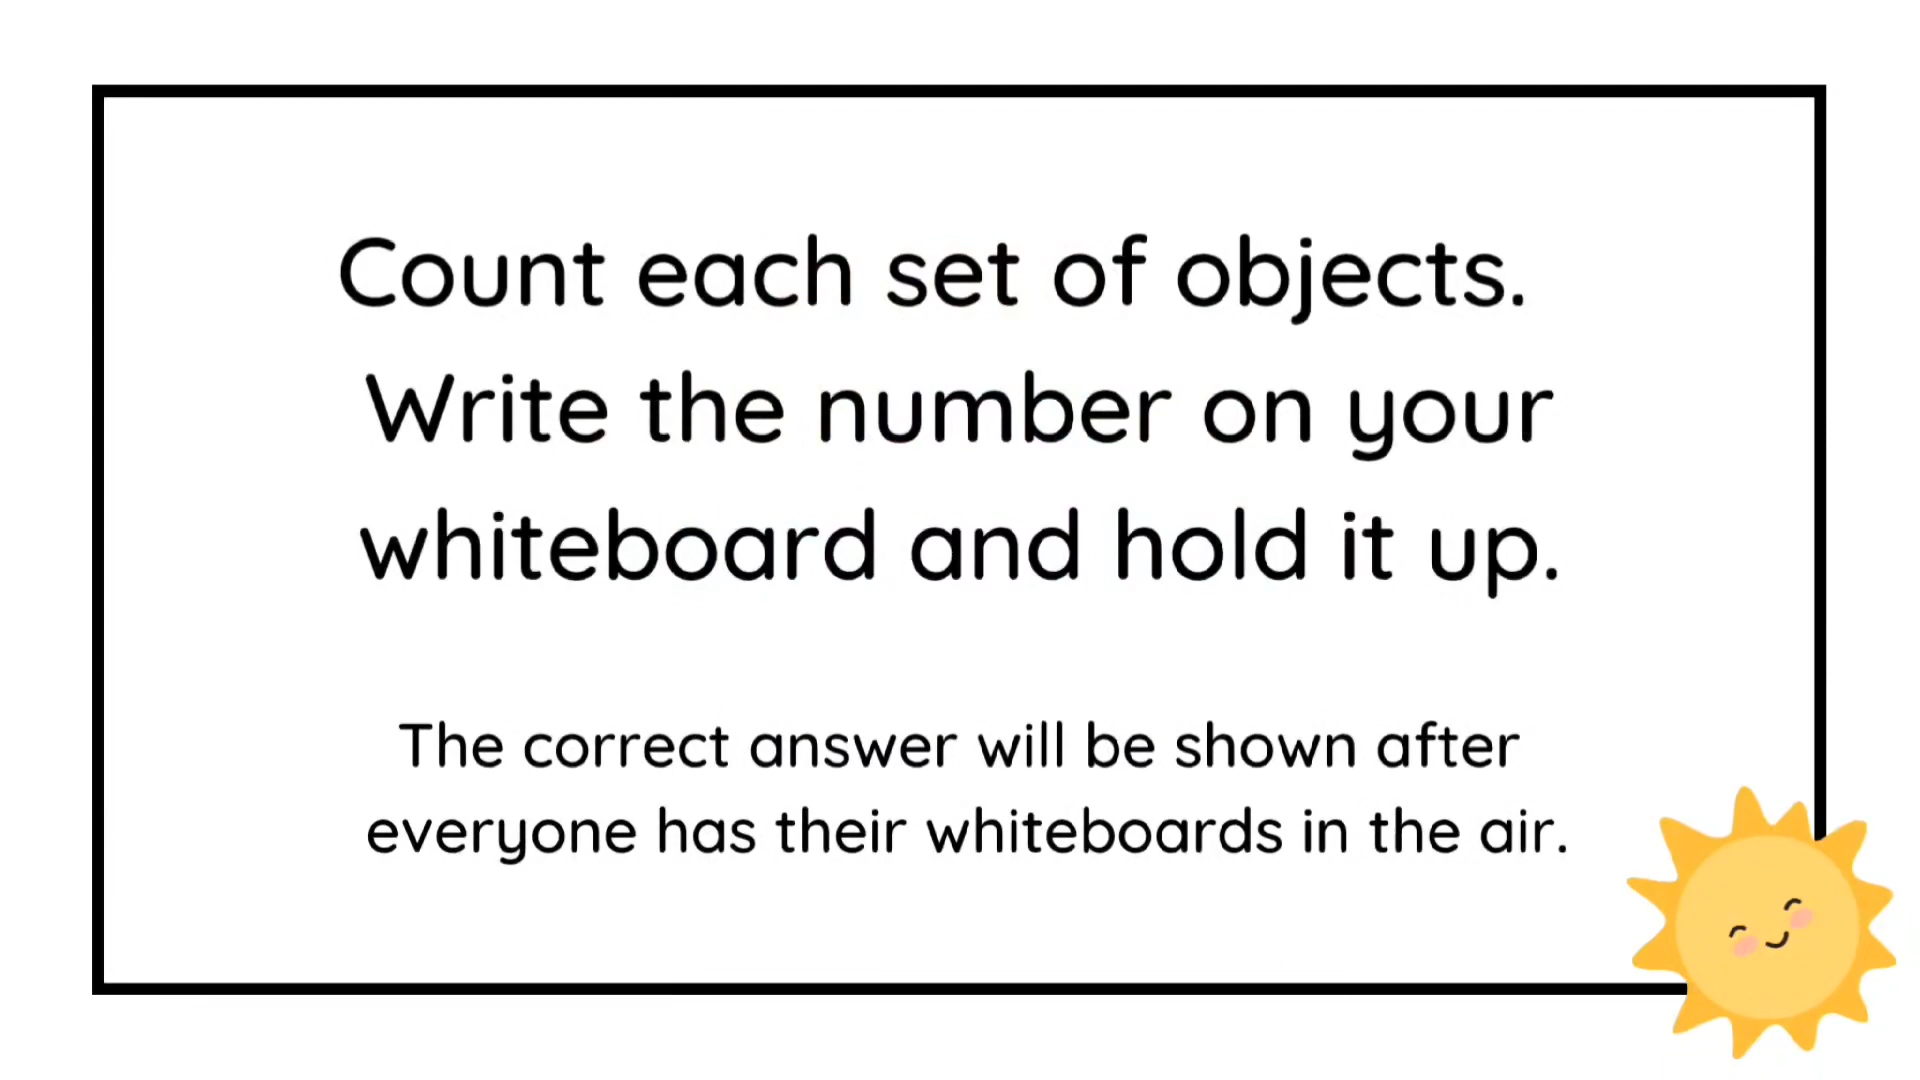 Count each set of objects.
Write the number on your
whiteboard and hold it up.
The correct answer will be shown after
everyone has their whiteboards in the air.